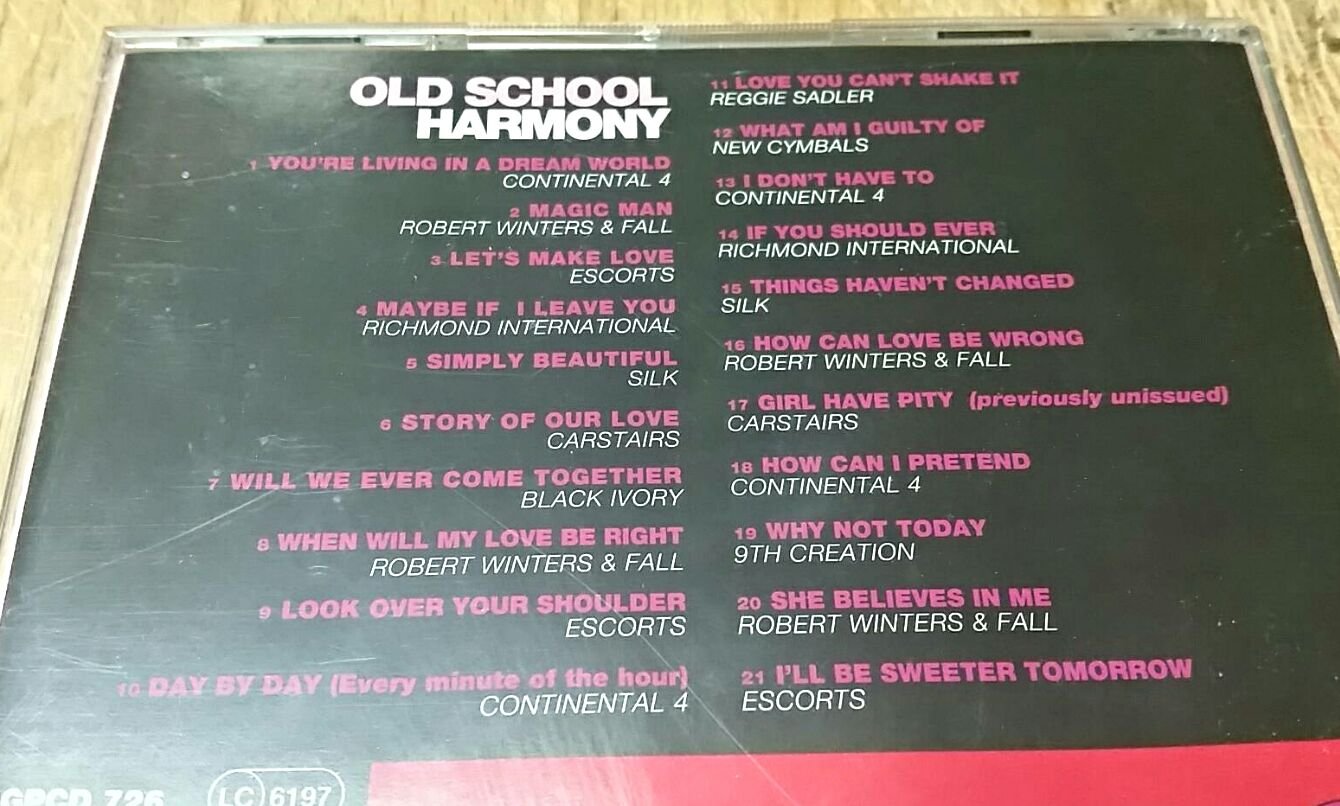 OLD SCHOOL
HARMONY
1 YOU'RE LIVING IN A DREAM WORLD
CONTINENTAL 4
2 MAGIC MAN
ROBERT WINTERS & FALL
3 LET'S MAKE LOVE
ESCORTS
4 MAYBE IF I LEAVE YOU
RICHMOND INTERNATIONAL
5 SIMPLY BEAUTIFUL
SILK
6 STORY OF OUR LOVE
CARSTAIRS
7 WILL WE EVER COME TOGETHER
BLACK IVORY
8 WHEN WILL MY LOVE BE RIGHT
ROBERT WINTERS & FALL
9 LOOK OVER YOUR SHOULDER
ESCORTS
10 DAY BY DAY (Every minute of the hour)
CONTINENTAL 4
11 LOVE YOU CAN'T SHAKE IT
REGGIE SADLER
12 WHAT AM I GUILTY OF
NEW CYMBALS
13 I DON'T HAVE TO
CONTINENTAL 4
14 IF YOU SHOULD EVER
RICHMOND INTERNATIONAL
15 THINGS HAVEN'T CHANGED
SILK
16 HOW CAN LOVE BE WRONG
ROBERT WINTERS & FALL
17 GIRL HAVE PITY (previously unissued)
CARSTAIRS
18 HOW CAN I PRETEND
CONTINENTAL 4
19 WHY NOT TODAY
9TH CREATION
20 SHE BELIEVES IN ME
ROBERT WINTERS & FALL
21 I'LL BE SWEETER TOMORROW
ESCORTS
GPCD 726
LC 6197